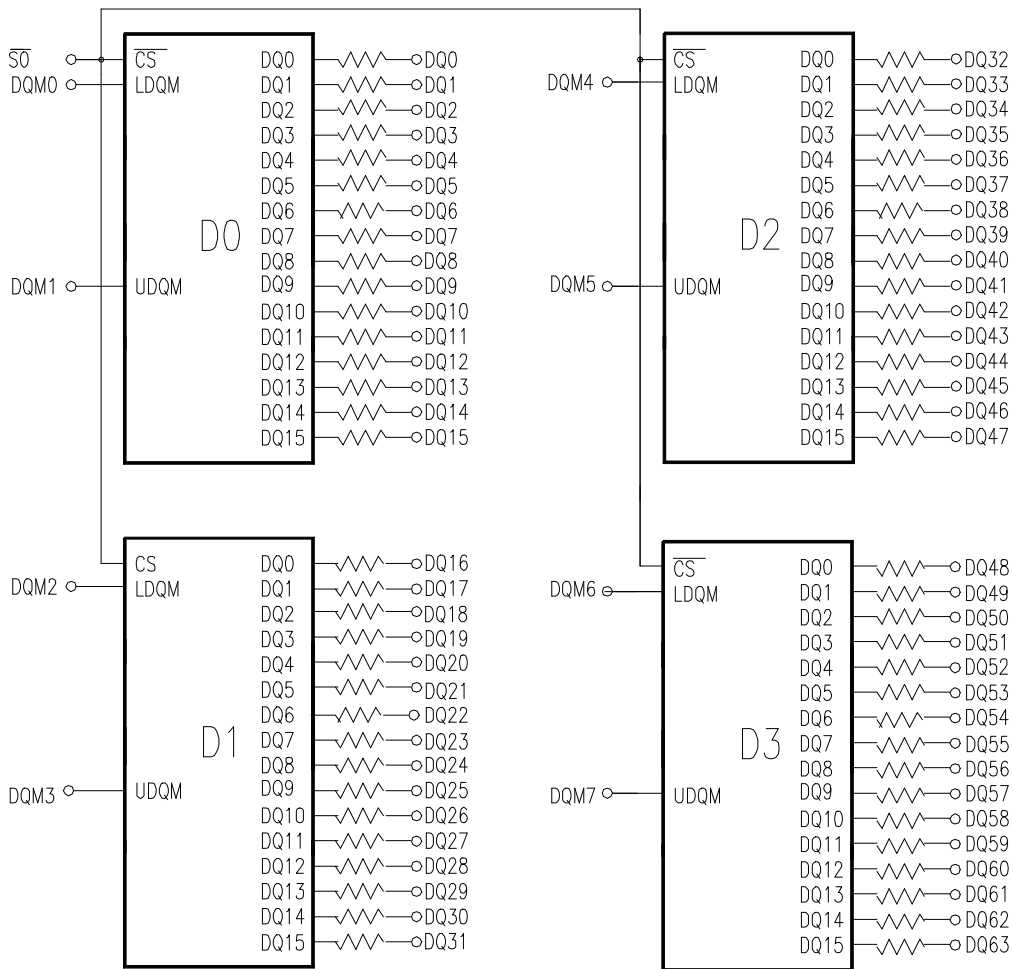 S̅0̅ C̅S̅ DQ0 DQ0
DQM0 LDQM DQ1 DQ1
DQ2 DQ2
DQ3 DQ3
DQ4 DQ4
DQ5 DQ5
DQ6 DQ6
D0
DQ7 DQ7
DQ8 DQ8
DQM1 UDQM DQ9 DQ9
DQ10 DQ10
DQ11 DQ11
DQ12 DQ12
DQ13 DQ13
DQ14 DQ14
DQ15 DQ15
C̅S̅ DQ0 DQ32
DQM4 LDQM DQ1 DQ33
DQ2 DQ34
DQ3 DQ35
DQ4 DQ36
DQ5 DQ37
DQ6 DQ38
D2
DQ7 DQ39
DQ8 DQ40
DQM5 UDQM DQ9 DQ41
DQ10 DQ42
DQ11 DQ43
DQ12 DQ44
DQ13 DQ45
DQ14 DQ46
DQ15 DQ47
CS DQ0 DQ16
DQM2 LDQM DQ1 DQ17
DQ2 DQ18
DQ3 DQ19
DQ4 DQ20
DQ5 DQ21
DQ6 DQ22
D1
DQ7 DQ23
DQ8 DQ24
DQM3 UDQM DQ9 DQ25
DQ10 DQ26
DQ11 DQ27
DQ12 DQ28
DQ13 DQ29
DQ14 DQ30
DQ15 DQ31
C̅S̅ DQ0 DQ48
DQM6 LDQM DQ1 DQ49
DQ2 DQ50
DQ3 DQ51
DQ4 DQ52
DQ5 DQ53
DQ6 DQ54
D3
DQ7 DQ55
DQ8 DQ56
DQM7 UDQM DQ9 DQ57
DQ10 DQ58
DQ11 DQ59
DQ12 DQ60
DQ13 DQ61
DQ14 DQ62
DQ15 DQ63